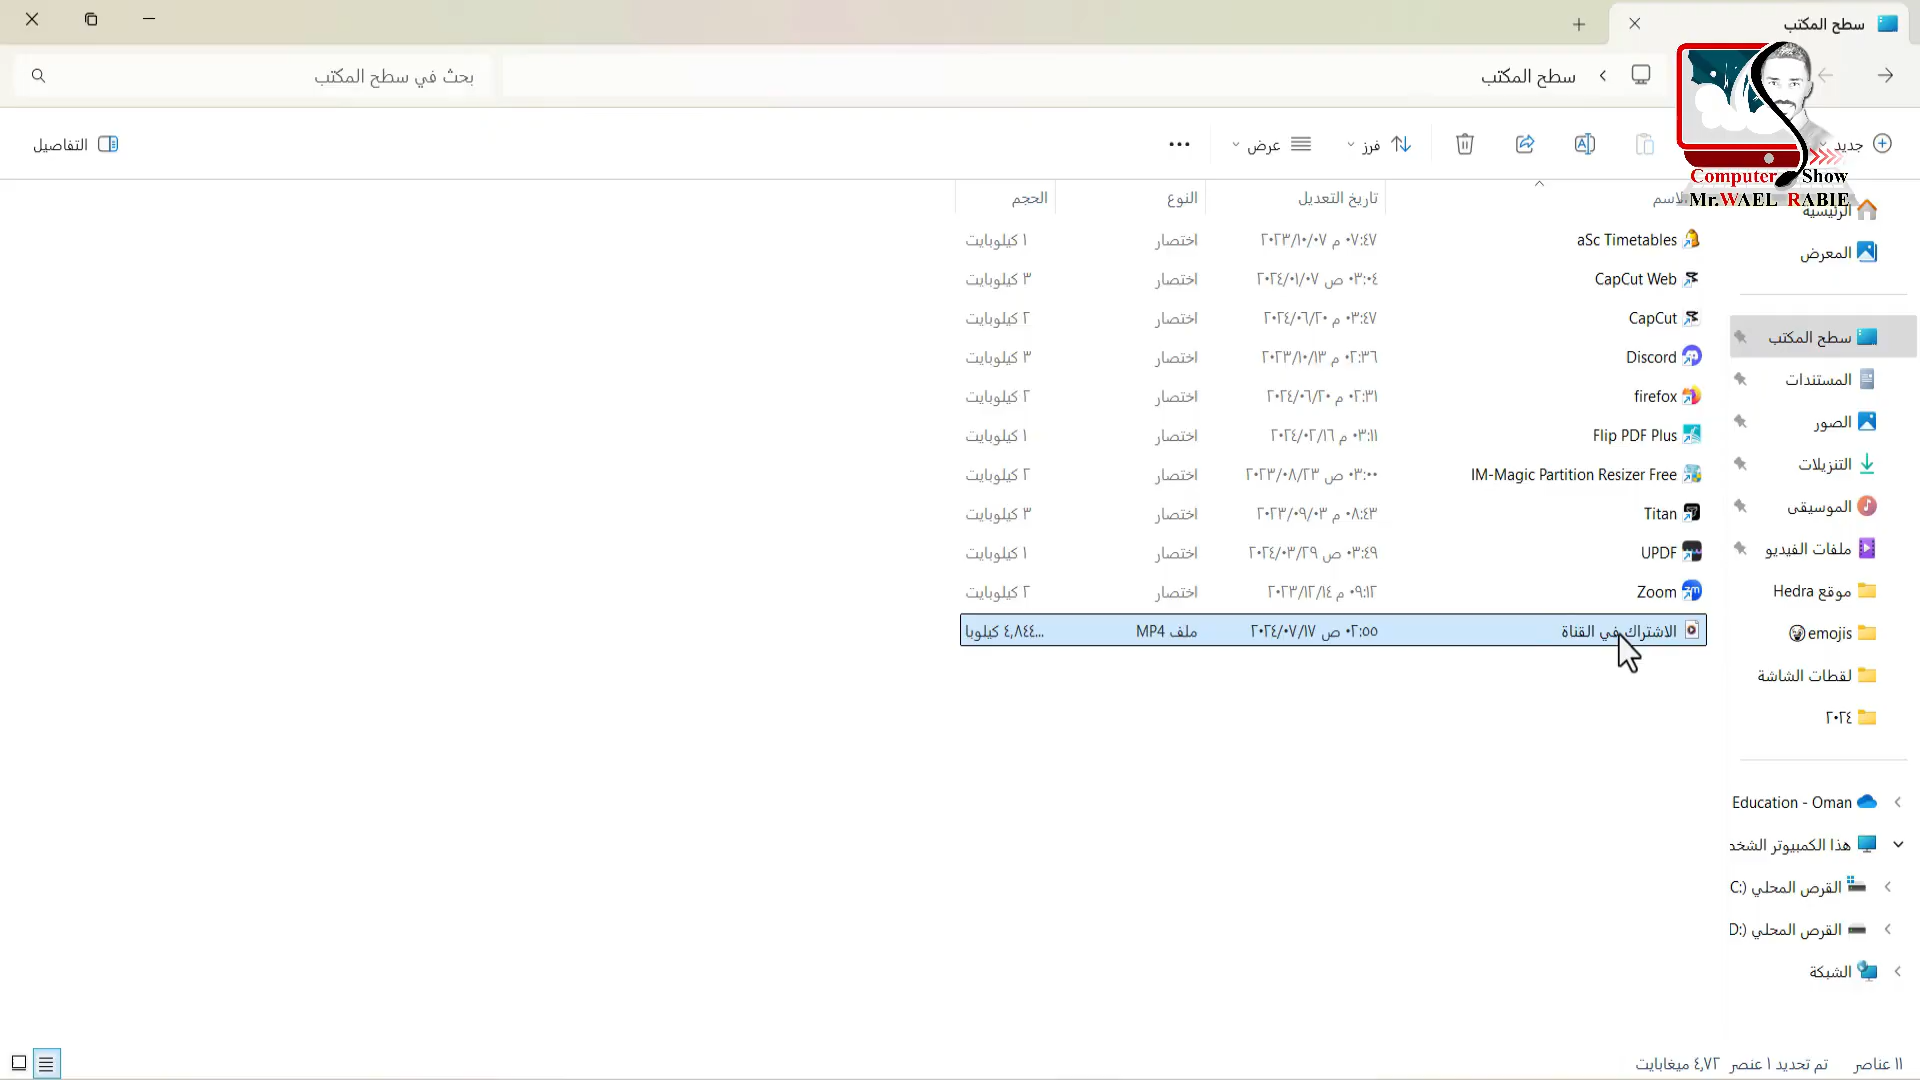 سطح المكتب
سطح المكتب
بحث في سطح المكتب
جديد
فرز
عرض
التفاصيل
Computer Show
Mr.WAEL RABIE
الاسم
تاريخ التعديل
النوع
الحجم
aSc Timetables ٠٧:٤٧ م ٢٠٢٣/١٠/٠٧ اختصار ١ كيلوبايت
CapCut Web ٠٣:٠٤ ص ٢٠٢٤/٠١/٠٧ اختصار ٣ كيلوبايت
CapCut ٠٣:٤٧ م ٢٠٢٤/٠٦/٢٠ اختصار ٢ كيلوبايت
Discord ٠٢:٣٦ م ٢٠٢٣/١٠/١٣ اختصار ٣ كيلوبايت
firefox ٠٢:٣١ م ٢٠٢٤/٠٦/٢٠ اختصار ٢ كيلوبايت
Flip PDF Plus ٠٣:١١ م ٢٠٢٤/٠٢/١٦ اختصار ١ كيلوبايت
IM-Magic Partition Resizer Free ٠٣:٠٠ ص ٢٠٢٣/٠٨/٢٣ اختصار ٢ كيلوبايت
Titan ٠٨:٤٣ م ٢٠٢٣/٠٩/٠٣ اختصار ٣ كيلوبايت
UPDF ٠٣:٤٩ ص ٢٠٢٤/٠٣/٢٩ اختصار ١ كيلوبايت
Zoom ٠٩:١٢ م ٢٠٢٣/١٢/١٤ اختصار ٢ كيلوبايت
الاشتراك في القناة ٠٢:٥٥ ص ٢٠٢٤/٠٧/١٧ ملف MP4 ٤,٨٤٤ كيلوبا...
الرئيسية
المعرض
سطح المكتب
المستندات
الصور
التنزيلات
الموسيقى
ملفات الفيديو
موقع Hedra
emojis
لقطات الشاشة
٢٠٢٤
Education - Oman
هذا الكمبيوتر الشخص
القرص المحلي (C:
القرص المحلي (D:
الشبكة
١١ عناصر
تم تحديد ١ عنصر ٤,٧٢ ميغابايت